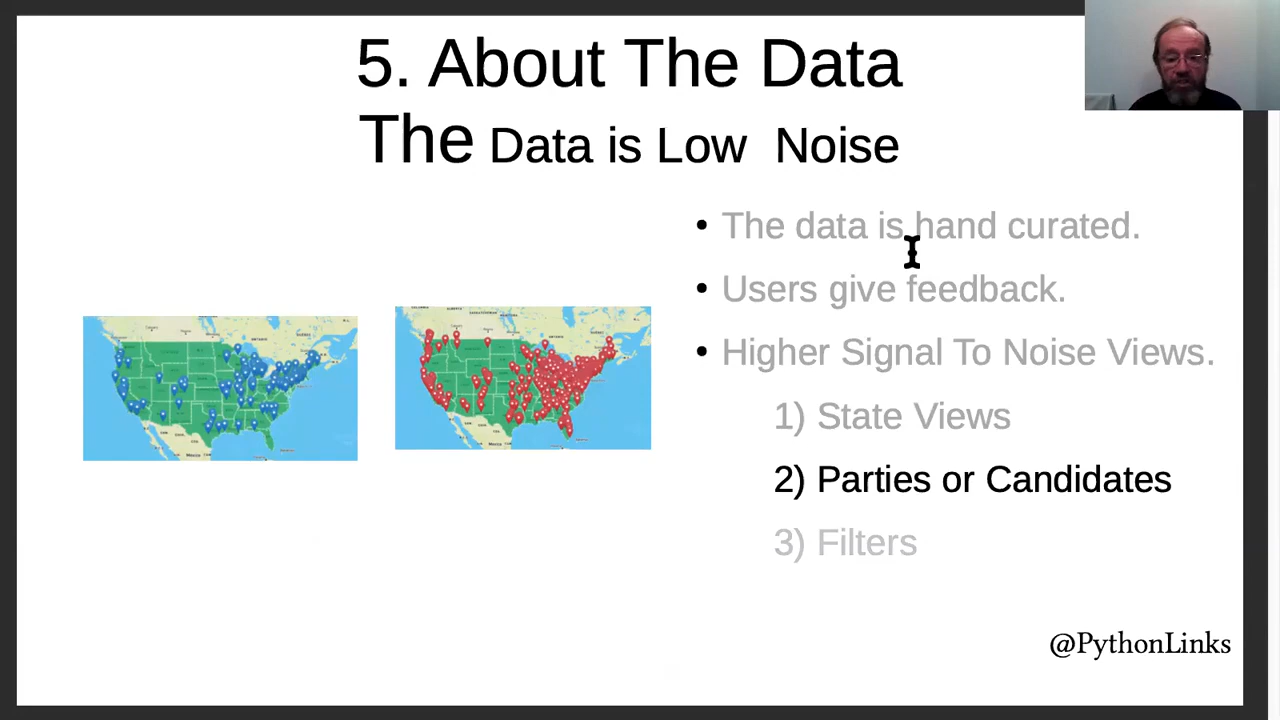 5. About The Data
The Data is Low Noise
• The data is hand curated.
• Users give feedback.
• Higher Signal To Noise Views.
1) State Views
2) Parties or Candidates
3) Filters
@PythonLinks